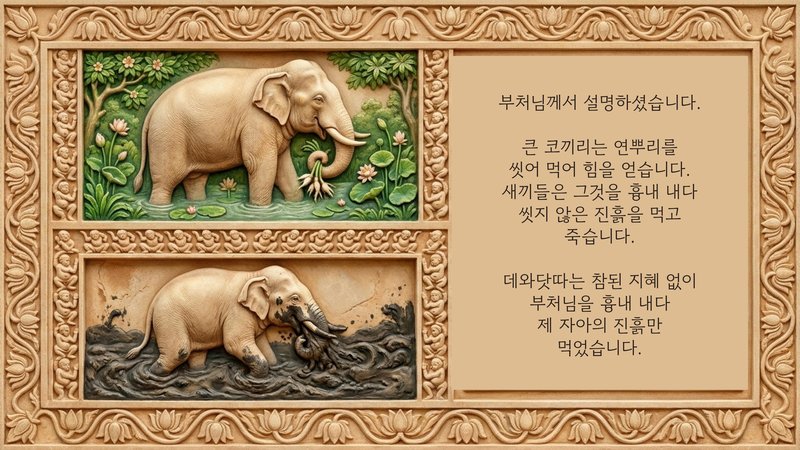 부처님께서 설명하셨습니다.
큰 코끼리는 연뿌리를
씻어 먹어 힘을 얻습니다.
새끼들은 그것을 흉내 내다
씻지 않은 진흙을 먹고
죽습니다.
데와닷따는 참된 지혜 없이
부처님을 흉내 내다
제 자아의 진흙만
먹었습니다.